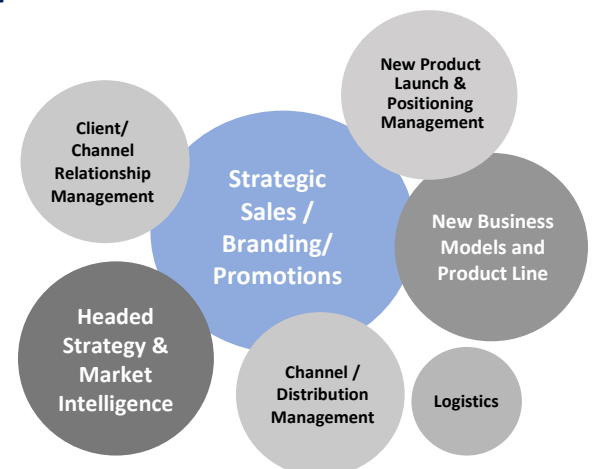 New Product
Launch &
Positioning
Management
Client/
Channel
Relationship
Management
Strategic
Sales /
Branding/
Promotions
New Business
Models and
Product Line
Headed
Strategy &
Market
Intelligence
Channel /
Distribution
Management
Logistics